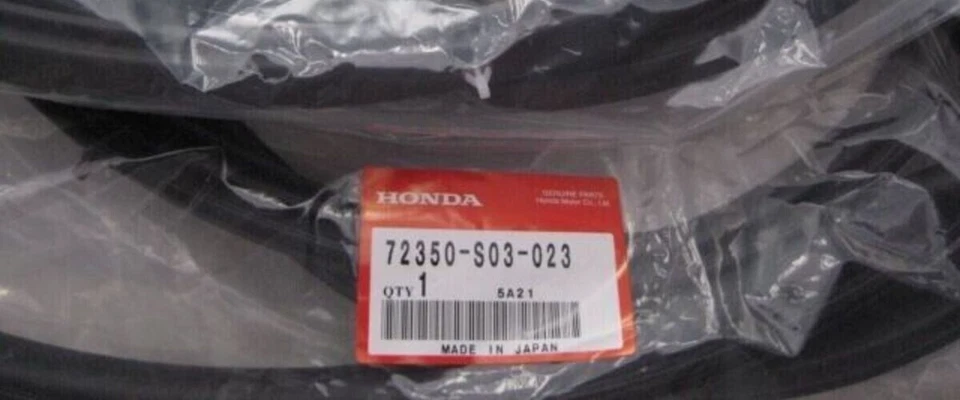 HONDA
GENUINE PARTS
Honda Motor Co., Ltd.
72350-S03-023
QTY 1 5A21
MADE IN JAPAN